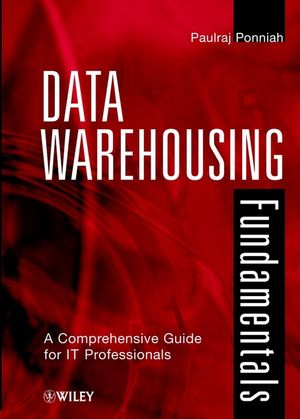 Paulraj Ponniah
DATA
WAREHOUSING
Fundamentals
A Comprehensive Guide
for IT Professionals
WILEY